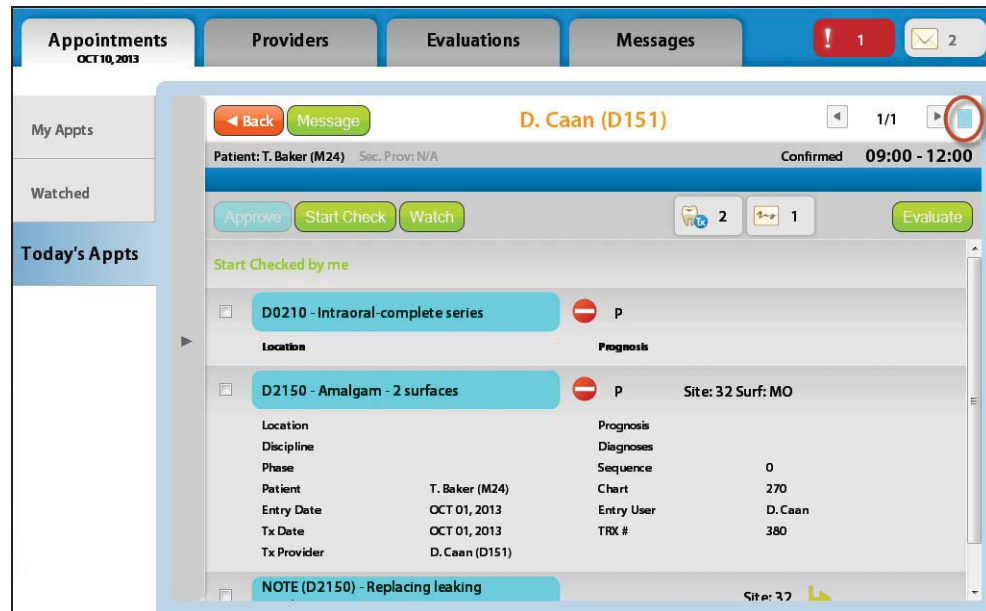 Appointments Providers Evaluations Messages ! 1 2
OCT 10, 2013
My Appts
Watched
Today's Appts
◄ Back Message D. Caan (D151) 1/1
Patient: T. Baker (M24) Sec. Prov: N/A Confirmed 09:00 - 12:00
Approve Start Check Watch Tx 2 1 Evaluate
Start Checked by me
D0210 - Intraoral-complete series P
Location Prognosis
D2150 - Amalgam - 2 surfaces P Site: 32 Surf: MO
Location Prognosis
Discipline Diagnoses
Phase Sequence 0
Patient T. Baker (M24) Chart 270
Entry Date OCT 01, 2013 Entry User D. Caan
Tx Date OCT 01, 2013 TRX # 380
Tx Provider D. Caan (D151)
NOTE (D2150) - Replacing leaking
Site: 32